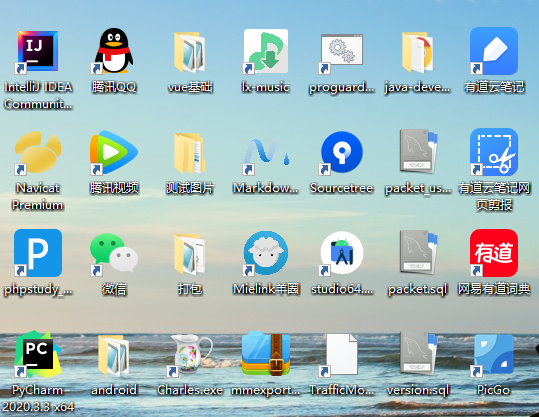 IJ
IntelliJ IDEA
Communit...
腾讯QQ
vue基础
lx-music
proguard...
java-deve...
有道云笔记
Navicat
Premium
腾讯视频
测试图片
Markdow...
Sourcetree
packet_us...
有道云笔记网
页剪报
P
phpstudy_...
微信
打包
Mielink羊圈
studio64....
packet.sql
有道
网易有道词典
PC
PyCharm
2020.3.3 x64
android
Charles.exe
mmexport...
TrafficMo...
version.sql
PicGo